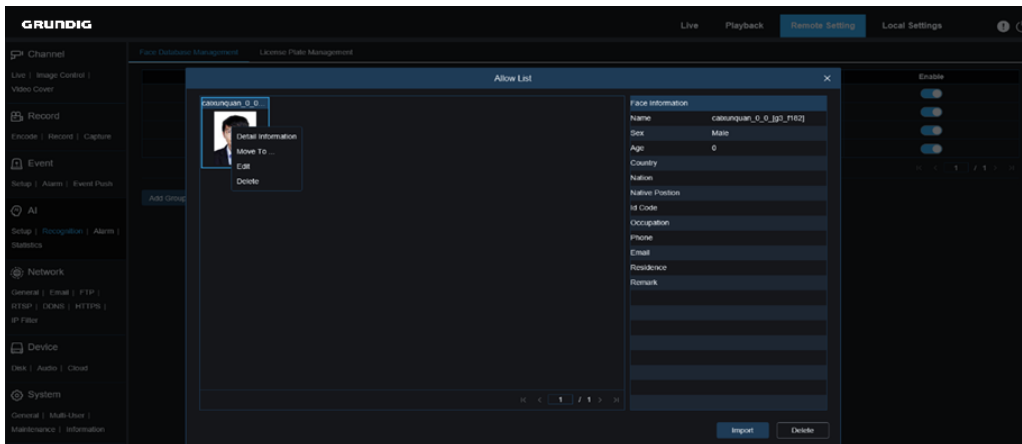 GRUNDIG
Live Playback Remote Setting Local Settings
Channel
Live | Image Control |
Video Cover
Record
Encode | Record | Capture
Event
Setup | Alarm | Event Push
AI
Setup | Recognition | Alarm |
Statistics
Network
General | Email | FTP |
RTSP | DDNS | HTTPS |
IP Filter
Device
Disk | Audio | Cloud
System
General | Multi-User |
Maintenance | Information
Face Database Management License Plate Management
Enable
1 / 1
Add Group
Allow List
caixunquan_0_0...
Detail Information
Move To ...
Edit
Delete
1 / 1
Face Information
Name caixunquan_0_0_[g3_f162]
Sex Male
Age 0
Country
Nation
Native Postion
Id Code
Occupation
Phone
Email
Residence
Remark
Import Delete